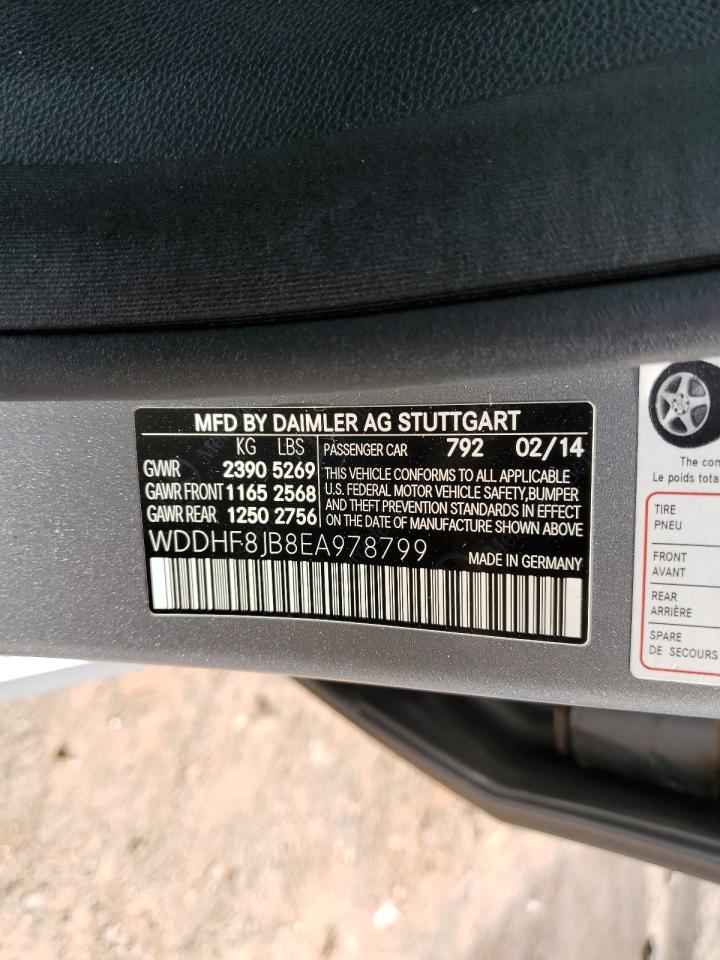 MFD BY DAIMLER AG STUTTGART
KG LBS
GVWR 2390 5269
GAWR FRONT 1165 2568
GAWR REAR 1250 2756
PASSENGER CAR 792 02/14
THIS VEHICLE CONFORMS TO ALL APPLICABLE
U.S. FEDERAL MOTOR VEHICLE SAFETY,BUMPER
AND THEFT PREVENTION STANDARDS IN EFFECT
ON THE DATE OF MANUFACTURE SHOWN ABOVE
WDDHF8JB8EA978799
MADE IN GERMANY
The com
Le poids total
TIRE
PNEU
FRONT
AVANT
REAR
ARRIÈRE
SPARE
DE SECOURS